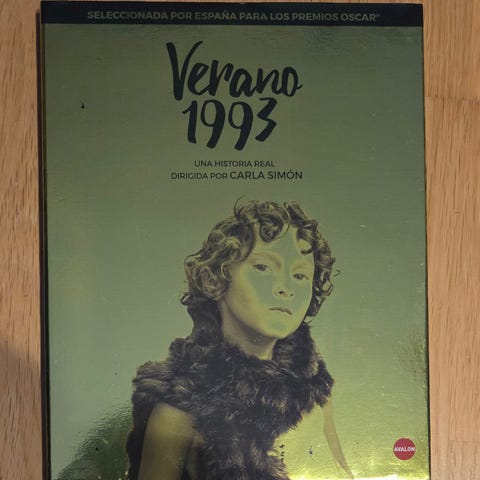 SELECCIONADA POR ESPAÑA PARA LOS PREMIOS OSCAR®
Verano
1993
UNA HISTORIA REAL
DIRIGIDA POR CARLA SIMÓN
AVALON